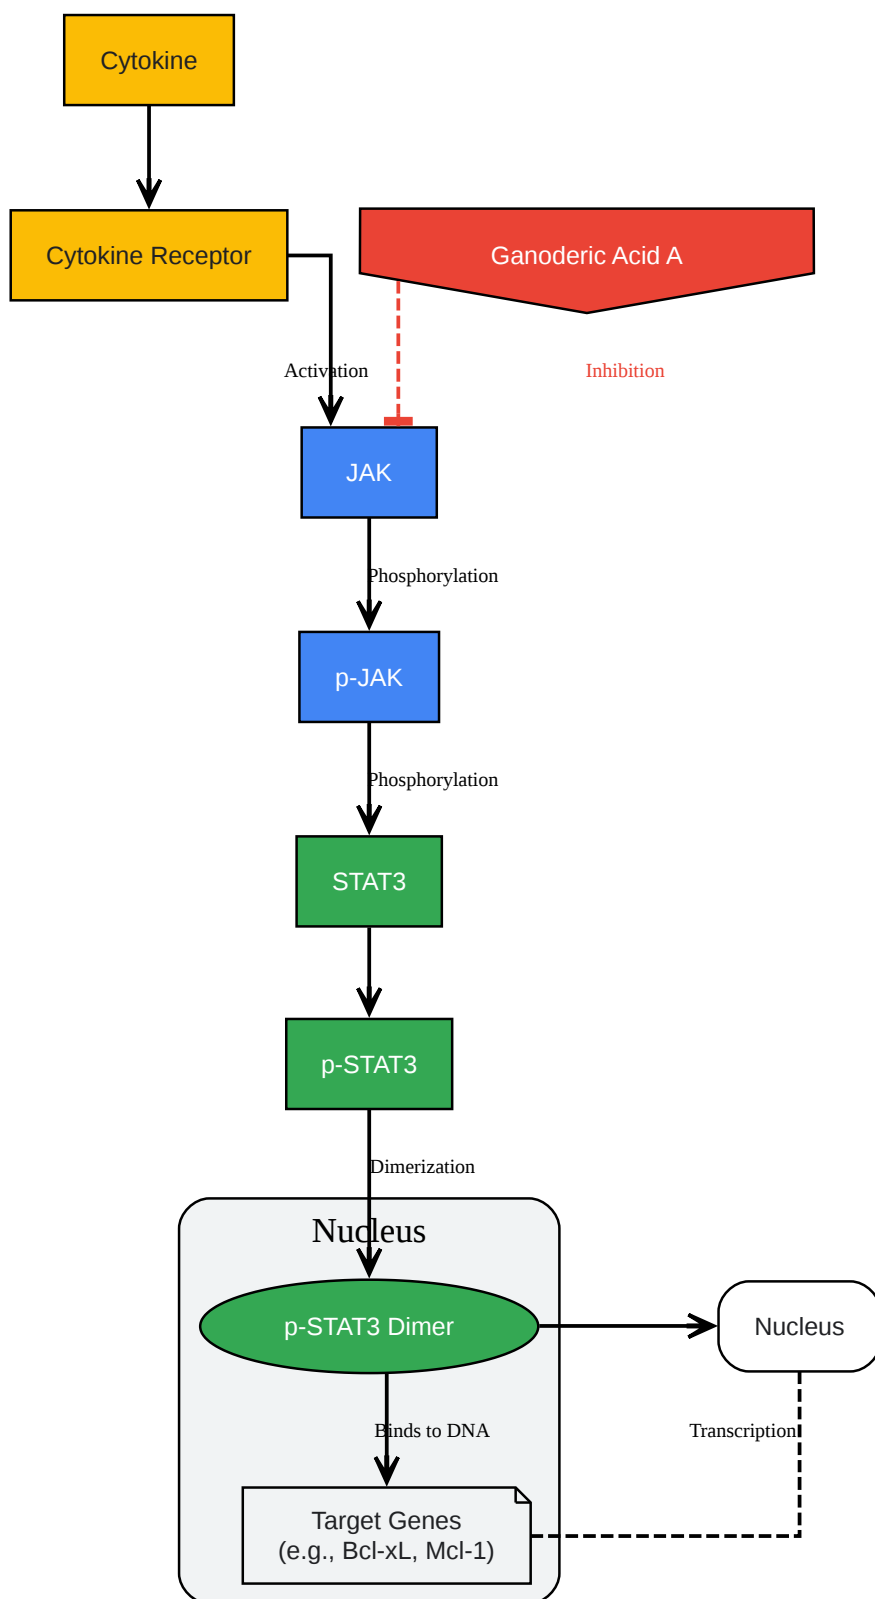 Cytokine
Cytokine Receptor
Ganoderic Acid A
Activation
Inhibition
JAK
Phosphorylation
p-JAK
Phosphorylation
STAT3
p-STAT3
Dimerization
Nucleus
p-STAT3 Dimer
Nucleus
Binds to DNA
Transcription
Target Genes
(e.g., Bcl-xL, Mcl-1)